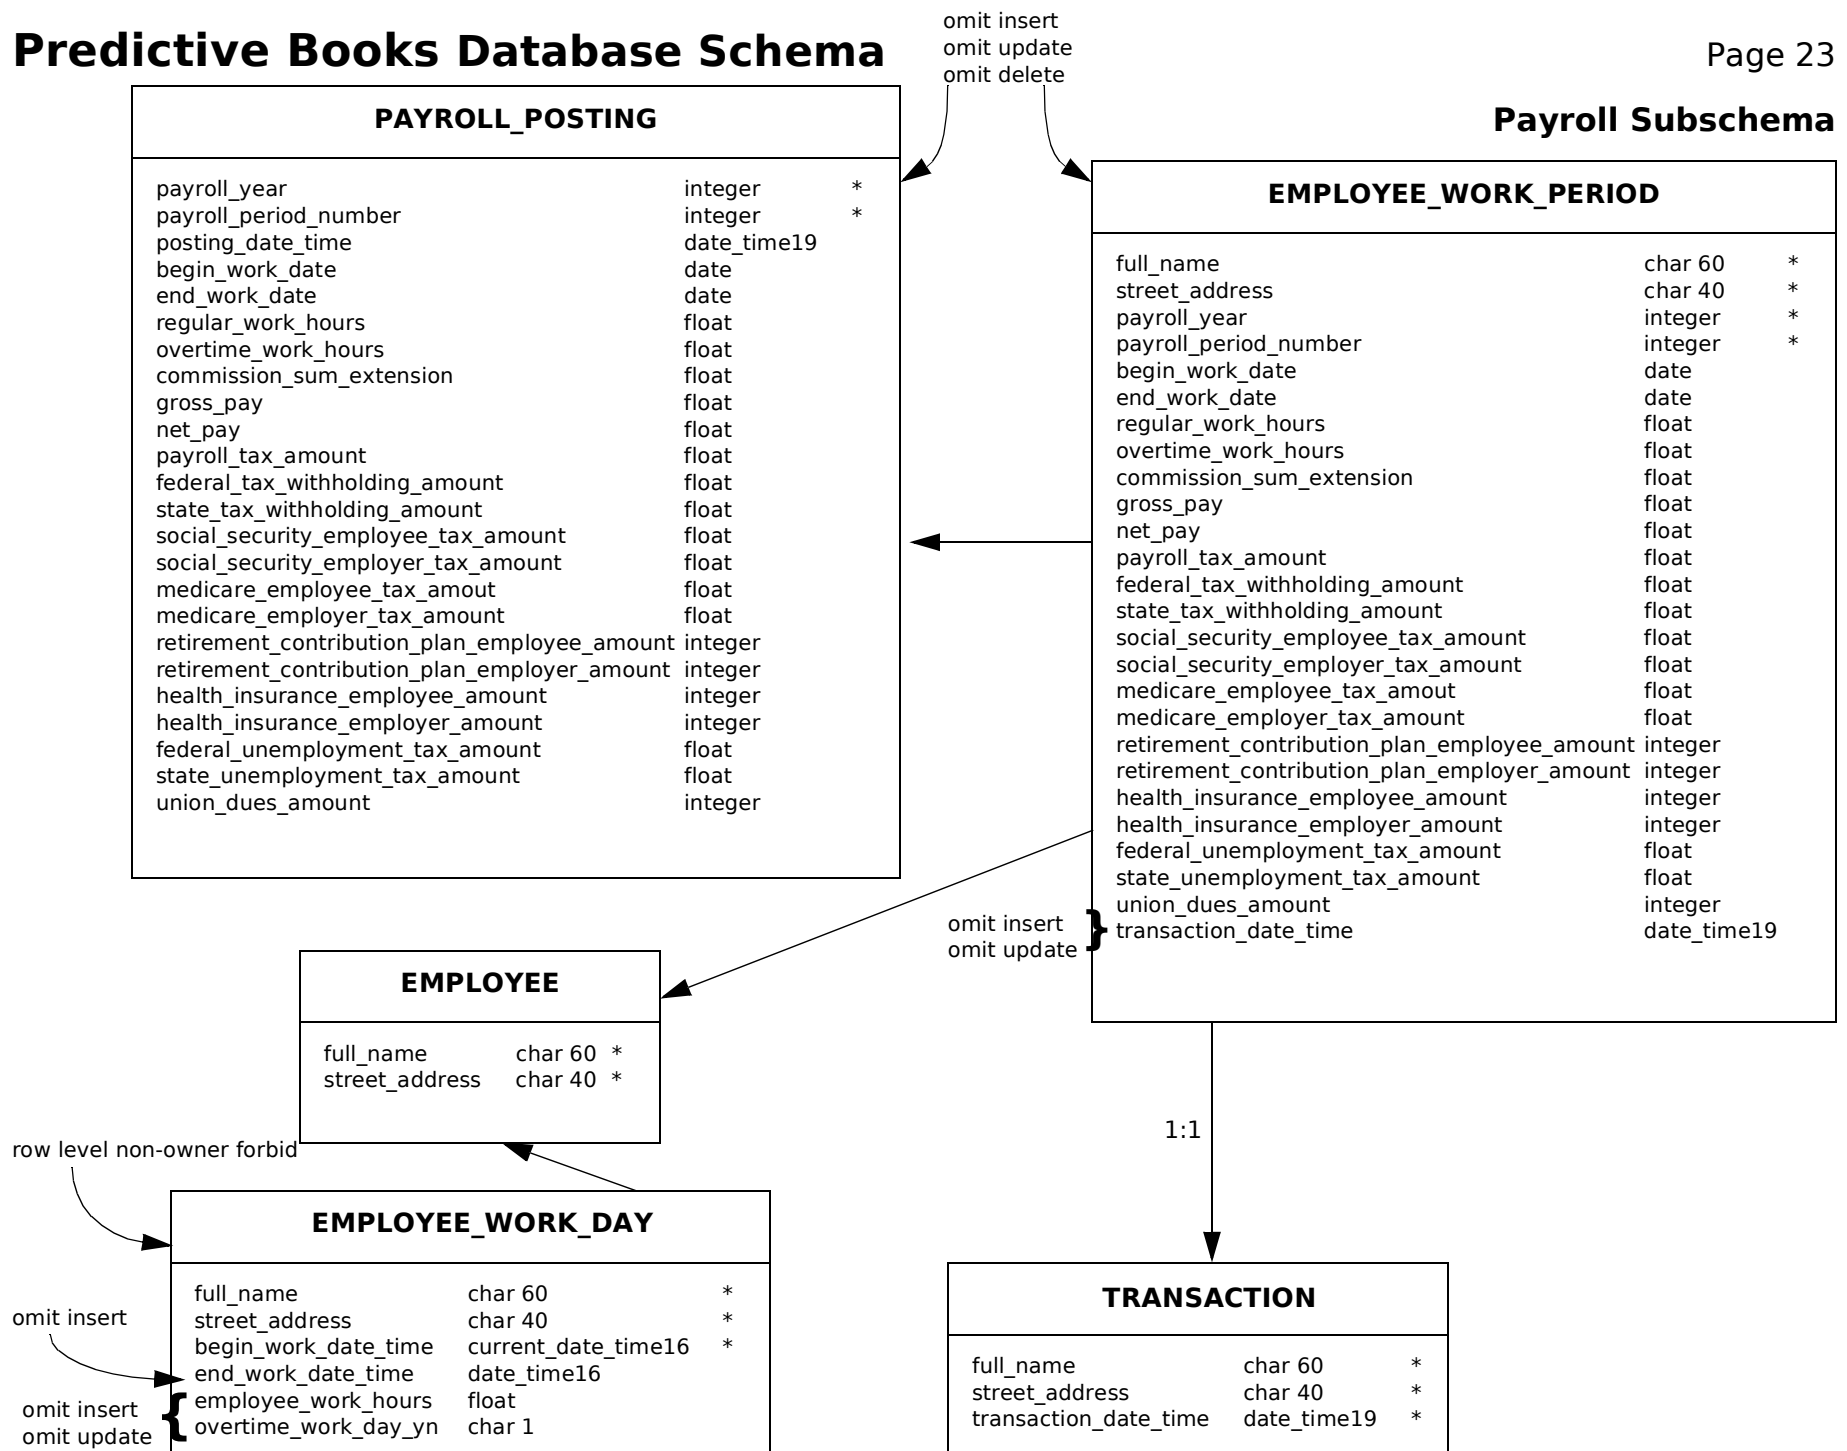 Predictive Books Database Schema
omit insert
omit update
omit delete
Page 23
Payroll Subschema
PAYROLL_POSTING
payroll_year integer *
payroll_period_number integer *
posting_date_time date_time19
begin_work_date date
end_work_date date
regular_work_hours float
overtime_work_hours float
commission_sum_extension float
gross_pay float
net_pay float
payroll_tax_amount float
federal_tax_withholding_amount float
state_tax_withholding_amount float
social_security_employee_tax_amount float
social_security_employer_tax_amount float
medicare_employee_tax_amout float
medicare_employer_tax_amount float
retirement_contribution_plan_employee_amount integer
retirement_contribution_plan_employer_amount integer
health_insurance_employee_amount integer
health_insurance_employer_amount integer
federal_unemployment_tax_amount float
state_unemployment_tax_amount float
union_dues_amount integer
EMPLOYEE_WORK_PERIOD
full_name char 60 *
street_address char 40 *
payroll_year integer *
payroll_period_number integer *
begin_work_date date
end_work_date date
regular_work_hours float
overtime_work_hours float
commission_sum_extension float
gross_pay float
net_pay float
payroll_tax_amount float
federal_tax_withholding_amount float
state_tax_withholding_amount float
social_security_employee_tax_amount float
social_security_employer_tax_amount float
medicare_employee_tax_amout float
medicare_employer_tax_amount float
retirement_contribution_plan_employee_amount integer
retirement_contribution_plan_employer_amount integer
health_insurance_employee_amount integer
health_insurance_employer_amount integer
federal_unemployment_tax_amount float
state_unemployment_tax_amount float
union_dues_amount integer
transaction_date_time date_time19
omit insert
omit update
}
EMPLOYEE
full_name char 60 *
street_address char 40 *
1:1
row level non-owner forbid
EMPLOYEE_WORK_DAY
full_name char 60 *
street_address char 40 *
begin_work_date_time current_date_time16 *
end_work_date_time date_time16
employee_work_hours float
overtime_work_day_yn char 1
omit insert
omit insert
omit update
{
TRANSACTION
full_name char 60 *
street_address char 40 *
transaction_date_time date_time19 *